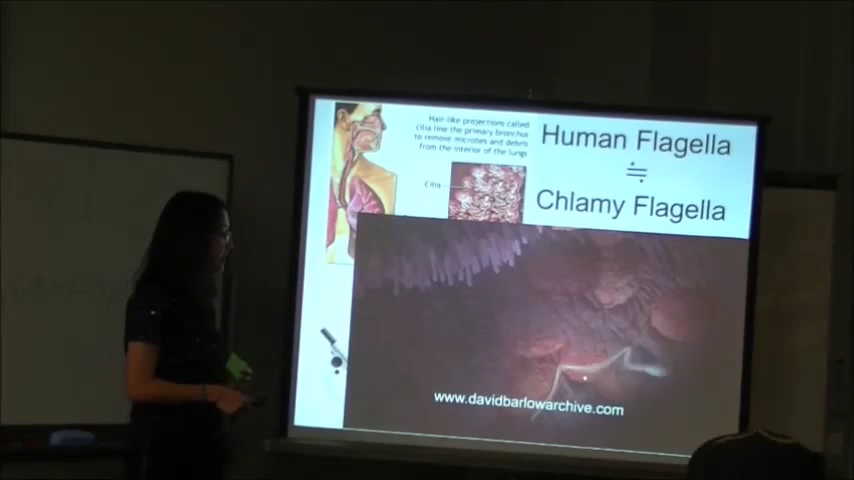 Hair-like projections called
cilia line the primary bronchus
to remove microbes and debris
from the interior of the lungs
Cilia
Human Flagella
≒
Chlamy Flagella
www.davidbarlowarchive.com